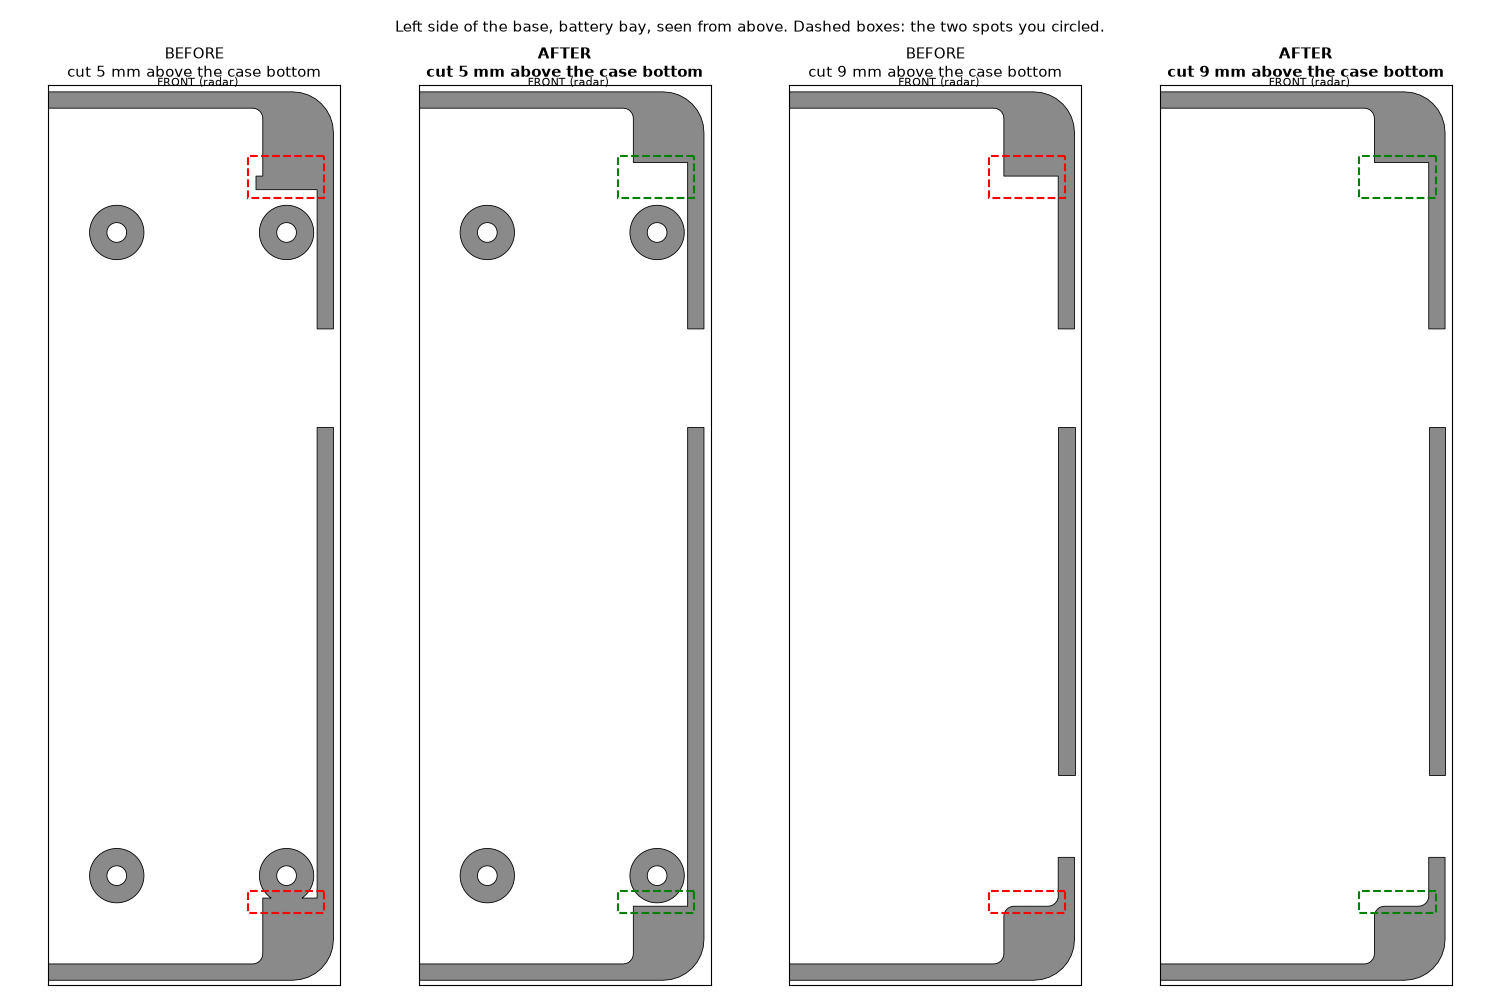 Left side of the base, battery bay, seen from above. Dashed boxes: the two spots you circled.
BEFORE
cut 5 mm above the case bottom
FRONT (radar)
AFTER
cut 5 mm above the case bottom
FRONT (radar)
BEFORE
cut 9 mm above the case bottom
FRONT (radar)
AFTER
cut 9 mm above the case bottom
FRONT (radar)